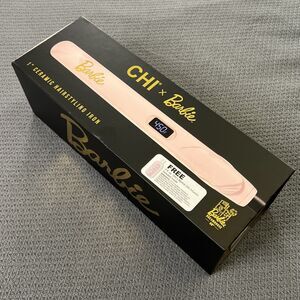 CHI x Barbie
Barbie
450
1" CERAMIC HAIRSTYLING IRON
Barbie
FREE
Barbie